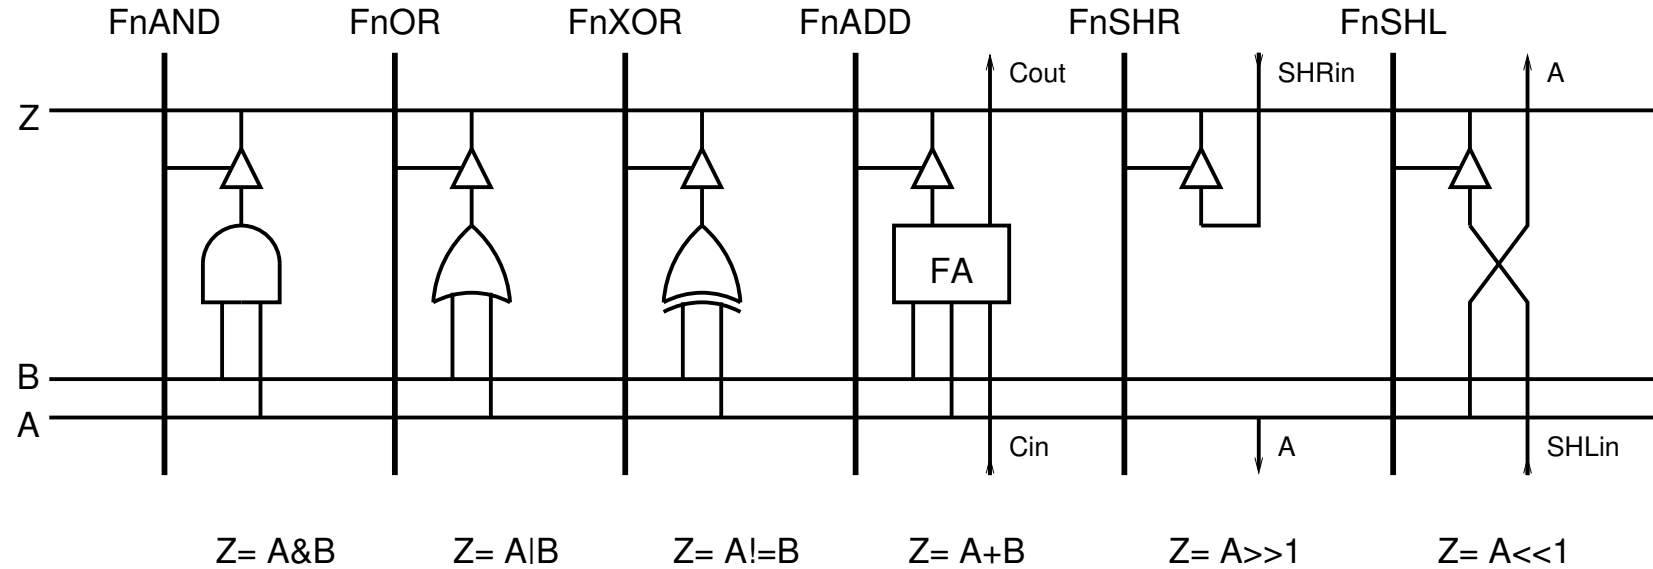 FnAND FnOR FnXOR FnADD FnSHR FnSHL
Cout SHRin A
Z
FA
B
A
Cin A SHLin
Z= A&B Z= A|B Z= A!=B Z= A+B Z= A>>1 Z= A<<1